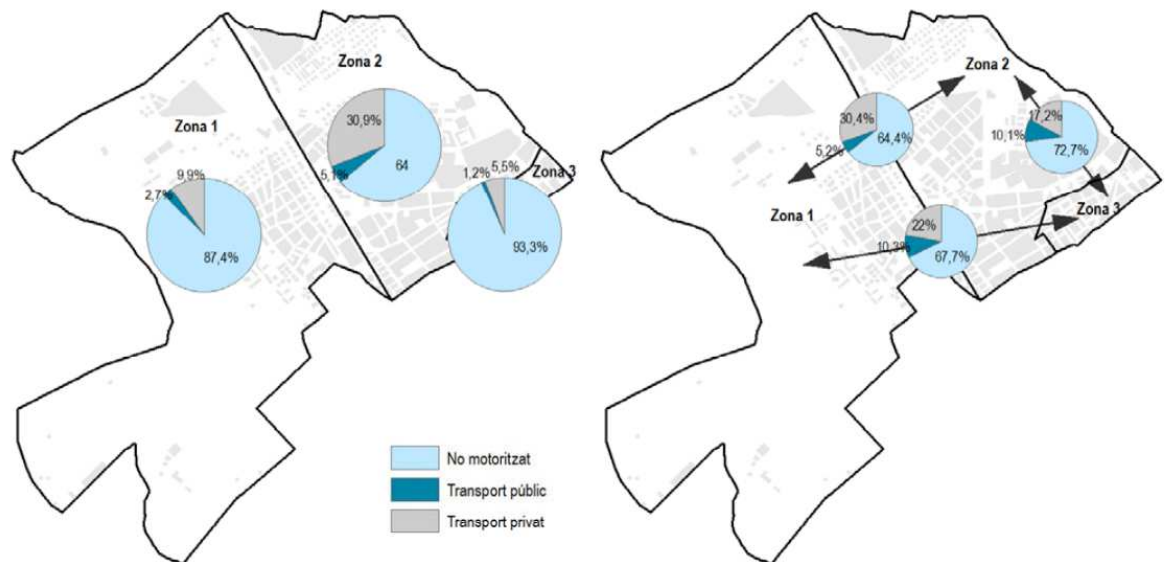 Zona 2
30,9%
64
5,1%
Zona 1
9,9%
2,7%
87,4%
Zona 3
5,5%
1,2%
93,3%
No motoritzat
Transport públic
Transport privat
Zona 2
30,4%
64,4%
5,2%
17,2%
10,1%
72,7%
Zona 1
Zona 3
22%
10,3%
67,7%